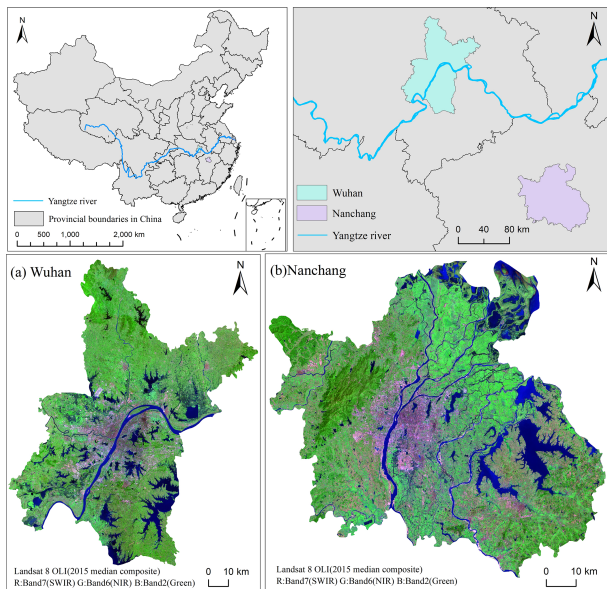 N
Yangtze river
Provincial boundaries in China
0 500 1,000 2,000 km
N
Wuhan
Nanchang
Yangtze river
0 40 80 km
(a) Wuhan
N
Landsat 8 OLI(2015 median composite)
R:Band7(SWIR) G:Band6(NIR) B:Band2(Green)
0 10 km
(b)Nanchang
N
Landsat 8 OLI(2015 median composite)
R:Band7(SWIR) G:Band6(NIR) B:Band2(Green)
0 10 km